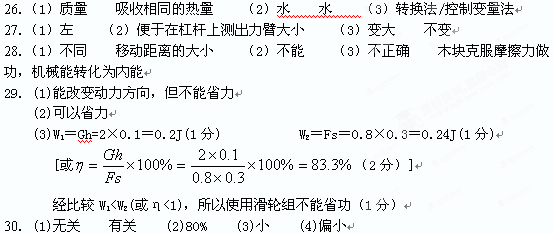 26. (1) 质量 吸收相同的热量 (2) 水 水 (3) 转换法/控制变量法
27. (1) 左 (2) 便于在杠杆上测出力臂大小 (3) 变大 不变
28. (1) 不同 移动距离的大小 (2) 不能 (3) 不正确 木块克服摩擦力做
功，机械能转化为内能
29. (1)能改变动力方向，但不能省力
(2)可以省力
(3)W₁＝Gh=2×0.1＝0.2J(1 分) W₂＝Fs＝0.8×0.3＝0.24J(1 分)
[或η = Gh/Fs ×100% = 2×0.1/0.8×0.3 ×100% = 83.3% （2 分）]
经比较 W₁<W₂(或 η<1)，所以使用滑轮组不能省功（1 分）
30. (1)无关 有关 (2)80% (3)小 (4)偏小